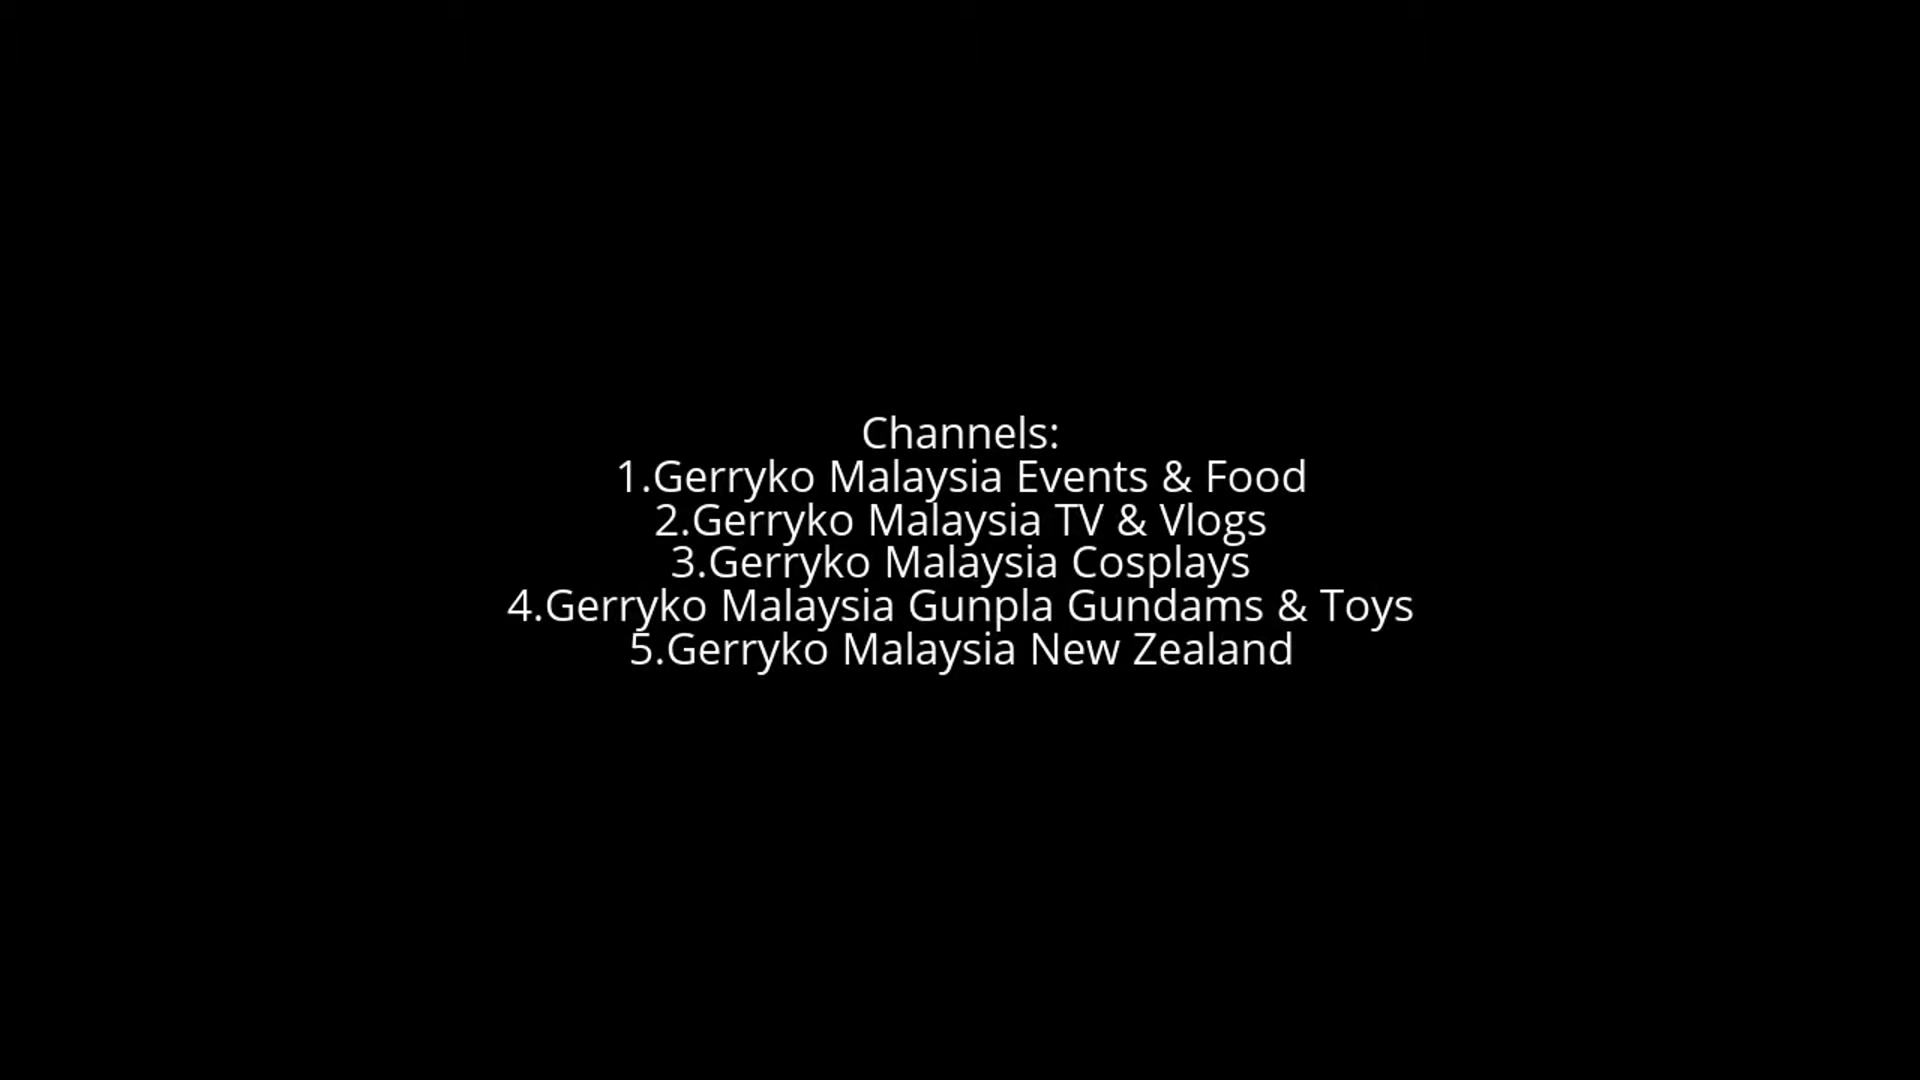 Channels:
1.Gerryko Malaysia Events & Food
2.Gerryko Malaysia TV & Vlogs
3.Gerryko Malaysia Cosplays
4.Gerryko Malaysia Gunpla Gundams & Toys
5.Gerryko Malaysia New Zealand